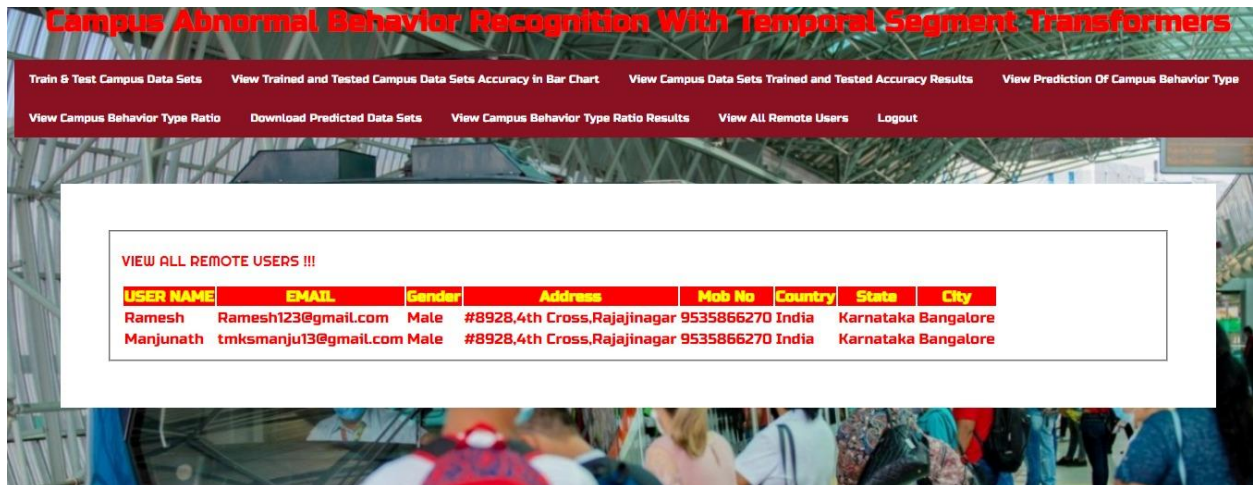 Campus Abnormal Behavior Recognition With Temporal Segment Transformers
Train & Test Campus Data Sets View Trained and Tested Campus Data Sets Accuracy in Bar Chart View Campus Data Sets Trained and Tested Accuracy Results View Prediction Of Campus Behavior Type
View Campus Behavior Type Ratio Download Predicted Data Sets View Campus Behavior Type Ratio Results View All Remote Users Logout
VIEW ALL REMOTE USERS !!!
USER NAME EMAIL Gender Address Mob No Country State City
Ramesh Ramesh123@gmail.com Male #8928,4th Cross,Rajajinagar 9535866270 India Karnataka Bangalore
Manjunath tmksmanju13@gmail.com Male #8928,4th Cross,Rajajinagar 9535866270 India Karnataka Bangalore